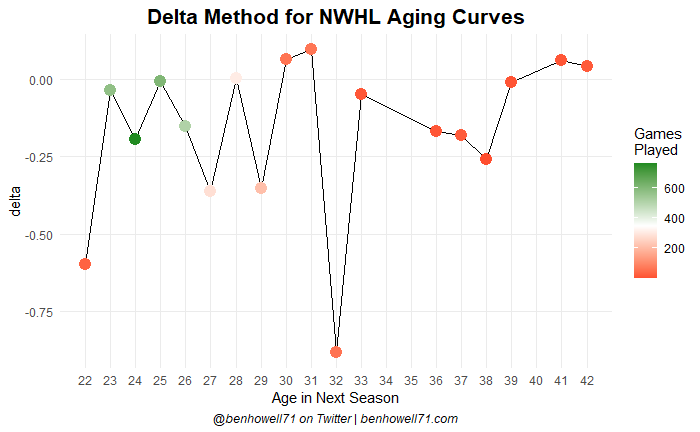 Delta Method for NWHL Aging Curves
0.00
-0.25
-0.50
-0.75
delta
22 23 24 25 26 27 28 29 30 31 32 33 34 35 36 37 38 39 40 41 42
Age in Next Season
@benhowell71 on Twitter | benhowell71.com
Games
Played
600
400
200